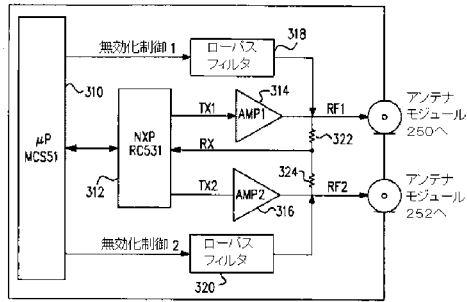 無効化制御 1
ローパス
フィルタ
318
310
μP
MCS51
NXP
RC531
312
TX1
314
AMP1
RF1
アンテナ
モジュール
250へ
RX
322
324
TX2
AMP2
316
RF2
アンテナ
モジュール
252へ
無効化制御 2
ローパス
フィルタ
320